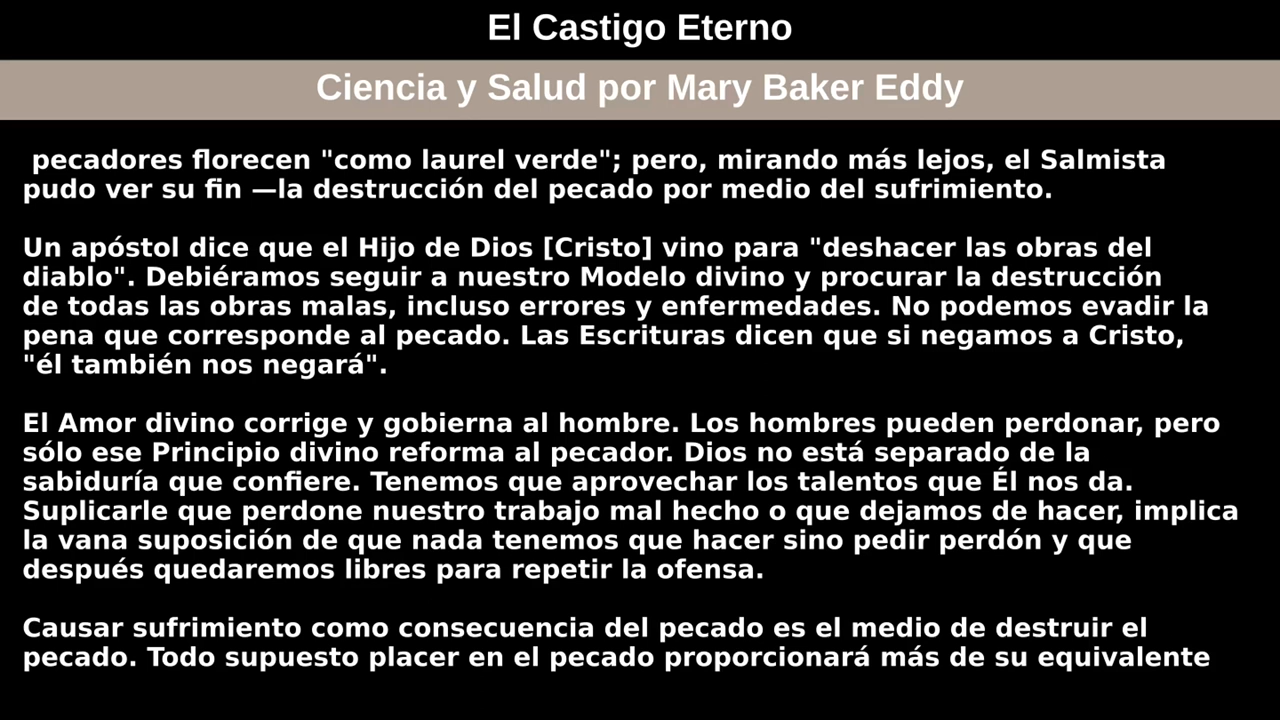 El Castigo Eterno
Ciencia y Salud por Mary Baker Eddy
pecadores florecen "como laurel verde"; pero, mirando más lejos, el Salmista
pudo ver su fin —la destrucción del pecado por medio del sufrimiento.
Un apóstol dice que el Hijo de Dios [Cristo] vino para "deshacer las obras del
diablo". Debiéramos seguir a nuestro Modelo divino y procurar la destrucción
de todas las obras malas, incluso errores y enfermedades. No podemos evadir la
pena que corresponde al pecado. Las Escrituras dicen que si negamos a Cristo,
"él también nos negará".
El Amor divino corrige y gobierna al hombre. Los hombres pueden perdonar, pero
sólo ese Principio divino reforma al pecador. Dios no está separado de la
sabiduría que confiere. Tenemos que aprovechar los talentos que Él nos da.
Suplicarle que perdone nuestro trabajo mal hecho o que dejamos de hacer, implica
la vana suposición de que nada tenemos que hacer sino pedir perdón y que
después quedaremos libres para repetir la ofensa.
Causar sufrimiento como consecuencia del pecado es el medio de destruir el
pecado. Todo supuesto placer en el pecado proporcionará más de su equivalente